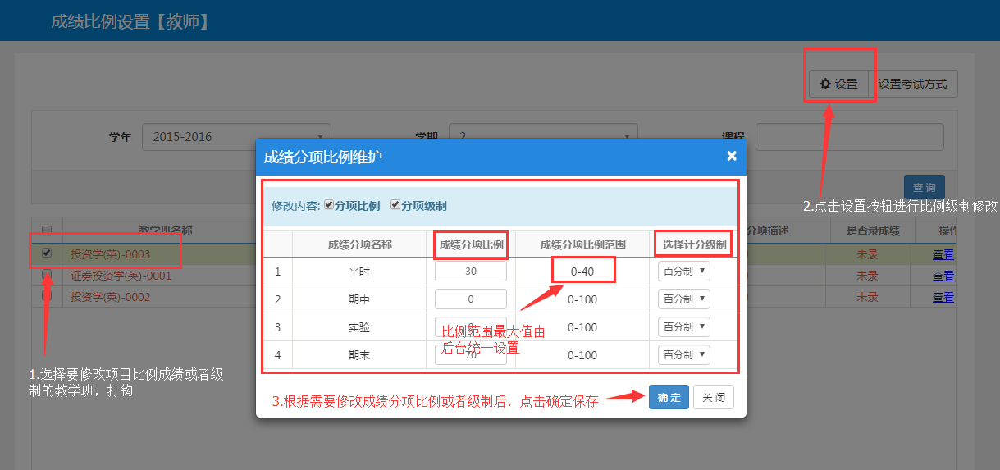 成绩比例设置【教师】
设置 设置考试方式
学年 2015-2016 学期 2 课程
成绩分项比例维护 ×
查 询
修改内容: 分项比例 分项级制
2.点击设置按钮进行比例级制修改
教学班名称 分项描述 是否录成绩 操作
成绩分项名称 成绩分项比例 成绩分项比例范围 选择计分级制
投资学(英)-0003 未录 查看
1 平时 30 0-40 百分制
证券投资学(英)-0001 未录 查看
2 期中 0 0-100 百分制
投资学(英)-0002 未录 查看
3 实验 0 0-100 百分制
比例范围最大值由
后台统一设置
4 期末 70 0-100 百分制
1.选择要修改项目比例成绩或者级
制的教学班，打钩
3.根据需要修改成绩分项比例或者级制后，点击确定保存
确 定 关 闭